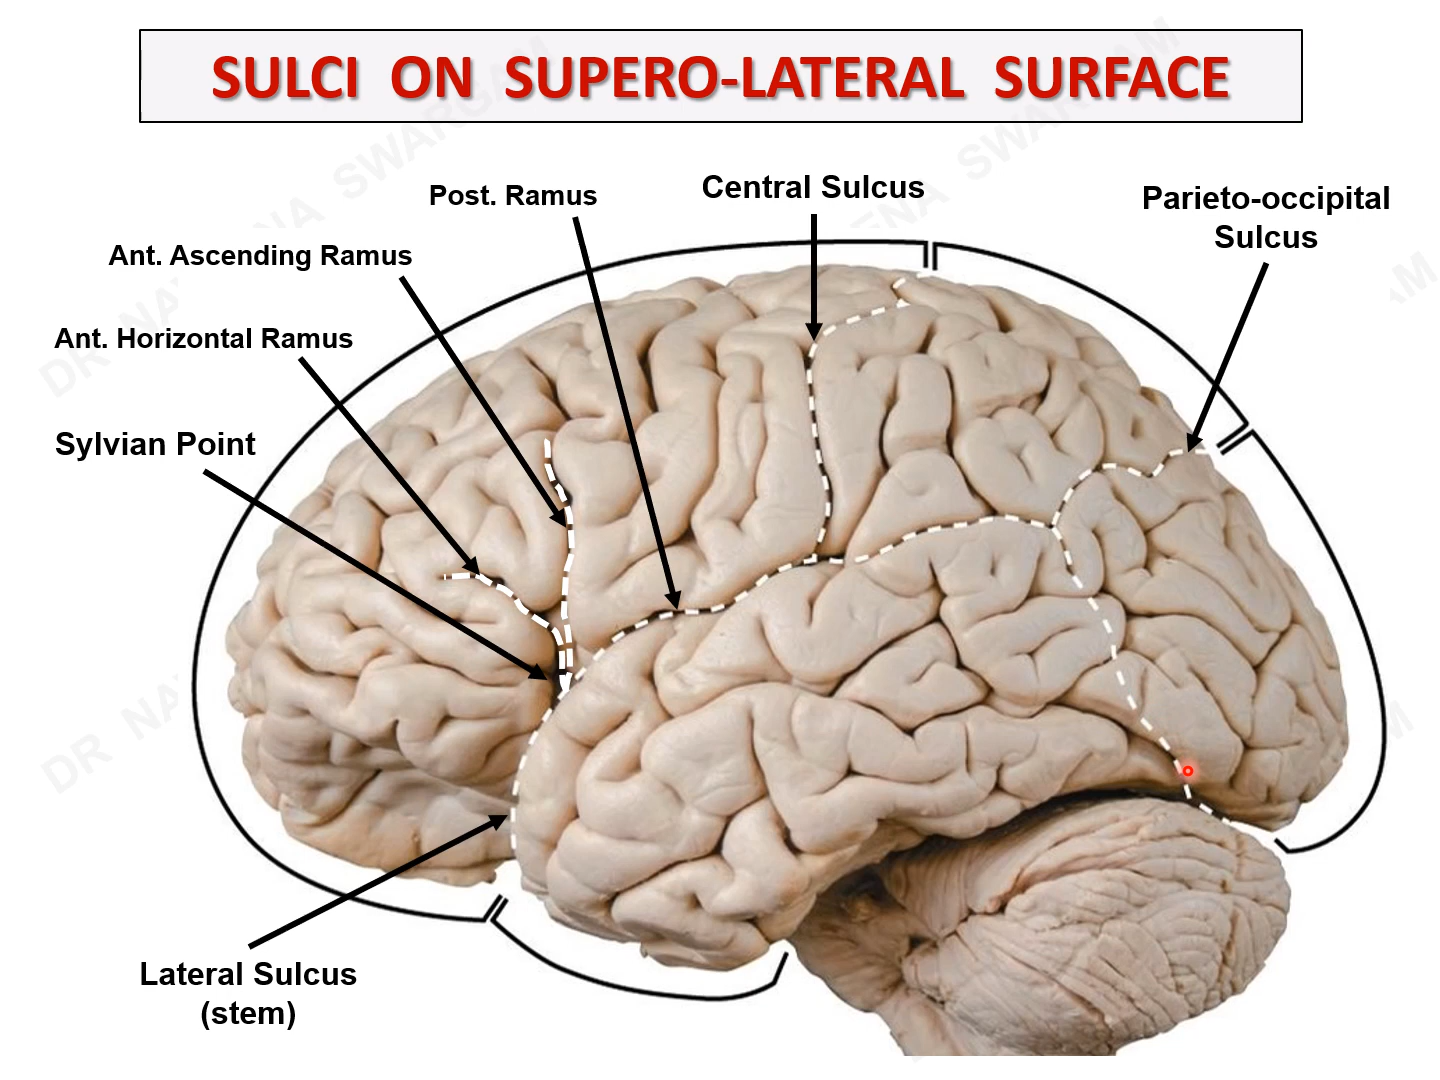 SULCI ON SUPERO-LATERAL SURFACE
Post. Ramus
Central Sulcus
Parieto-occipital
Sulcus
Ant. Ascending Ramus
Ant. Horizontal Ramus
Sylvian Point
Lateral Sulcus
(stem)